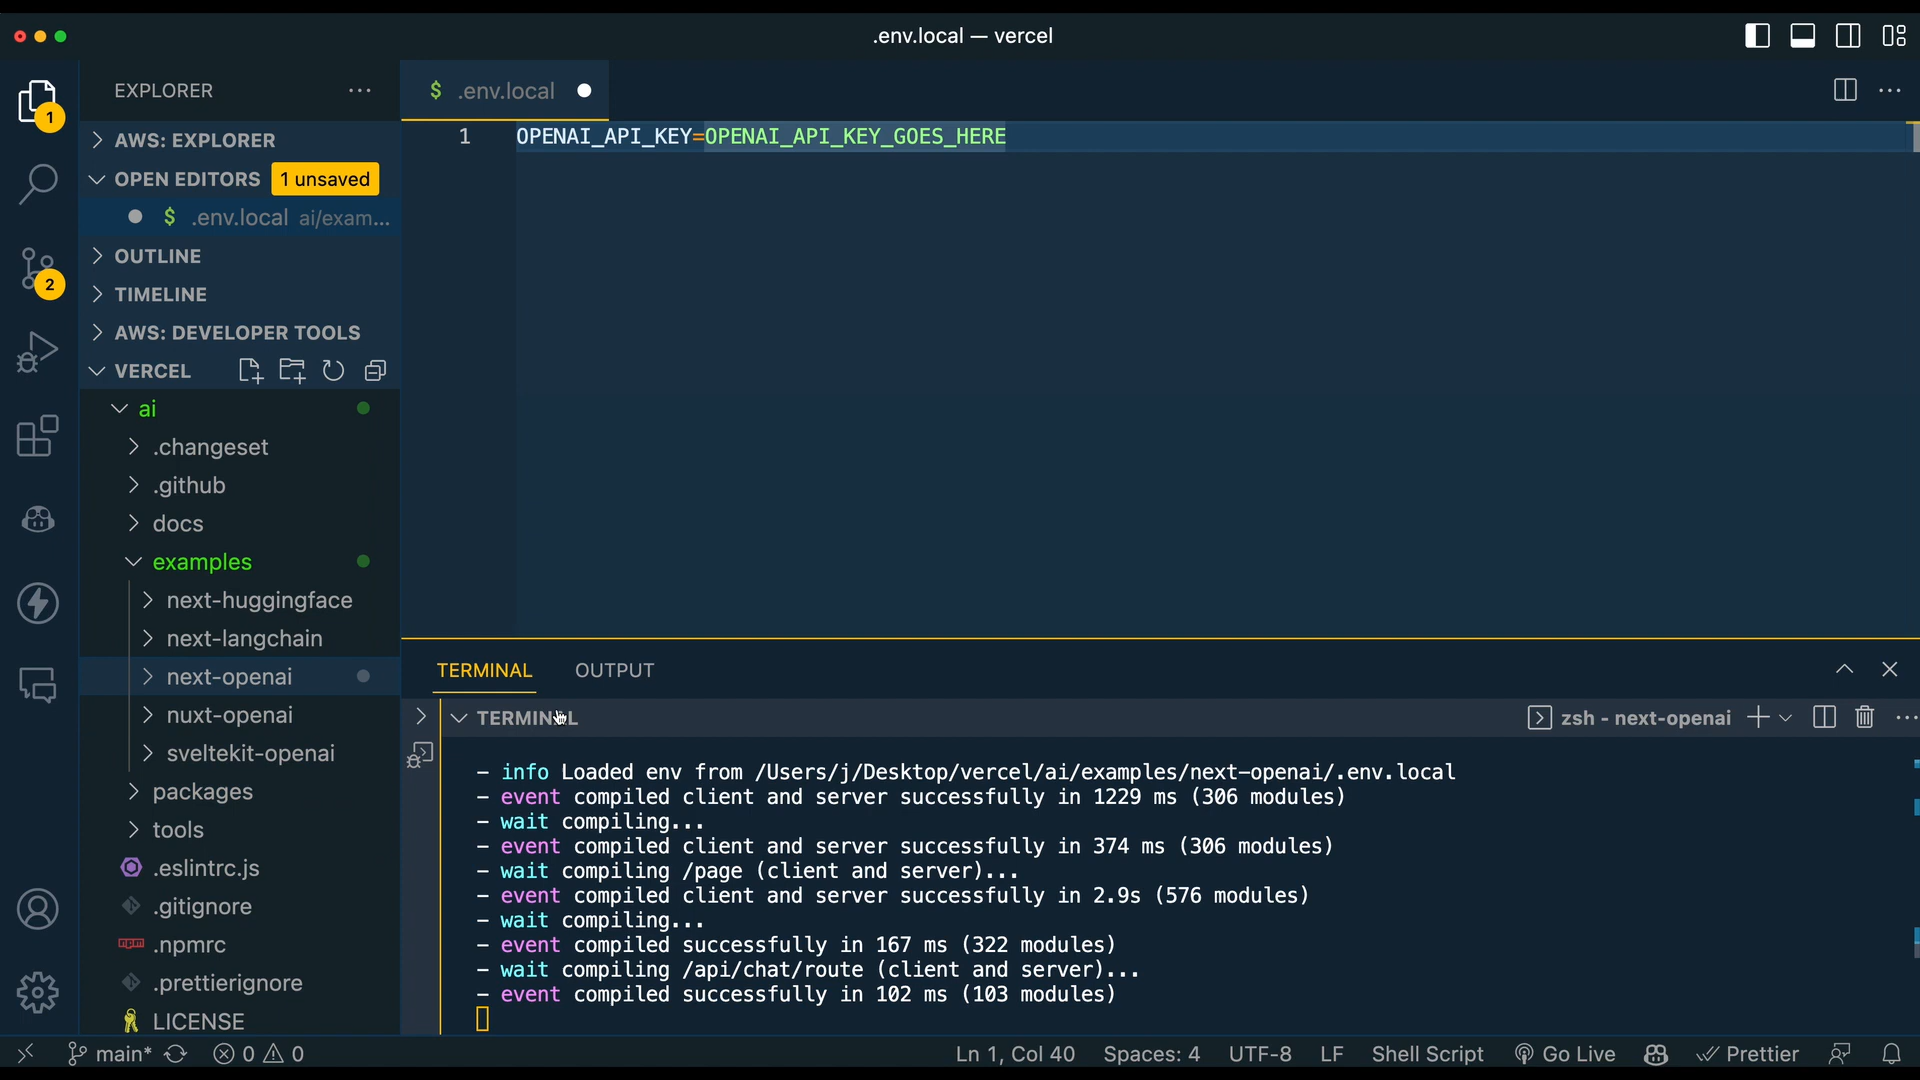 .env.local — vercel
EXPLORER
AWS: EXPLORER
OPEN EDITORS 1 unsaved
$ .env.local ai/exam...
OUTLINE
TIMELINE
AWS: DEVELOPER TOOLS
VERCEL
ai
.changeset
.github
docs
examples
next-huggingface
next-langchain
next-openai
nuxt-openai
sveltekit-openai
packages
tools
.eslintrc.js
.gitignore
npm .npmrc
.prettierignore
LICENSE
1
2
$ .env.local
1 OPENAI_API_KEY=OPENAI_API_KEY_GOES_HERE
TERMINAL OUTPUT
TERMINAL zsh - next-openai
- info Loaded env from /Users/j/Desktop/vercel/ai/examples/next-openai/.env.local
- event compiled client and server successfully in 1229 ms (306 modules)
- wait compiling...
- event compiled client and server successfully in 374 ms (306 modules)
- wait compiling /page (client and server)...
- event compiled client and server successfully in 2.9s (576 modules)
- wait compiling...
- event compiled successfully in 167 ms (322 modules)
- wait compiling /api/chat/route (client and server)...
- event compiled successfully in 102 ms (103 modules)
main* 0 0 Ln 1, Col 40 Spaces: 4 UTF-8 LF Shell Script Go Live Prettier